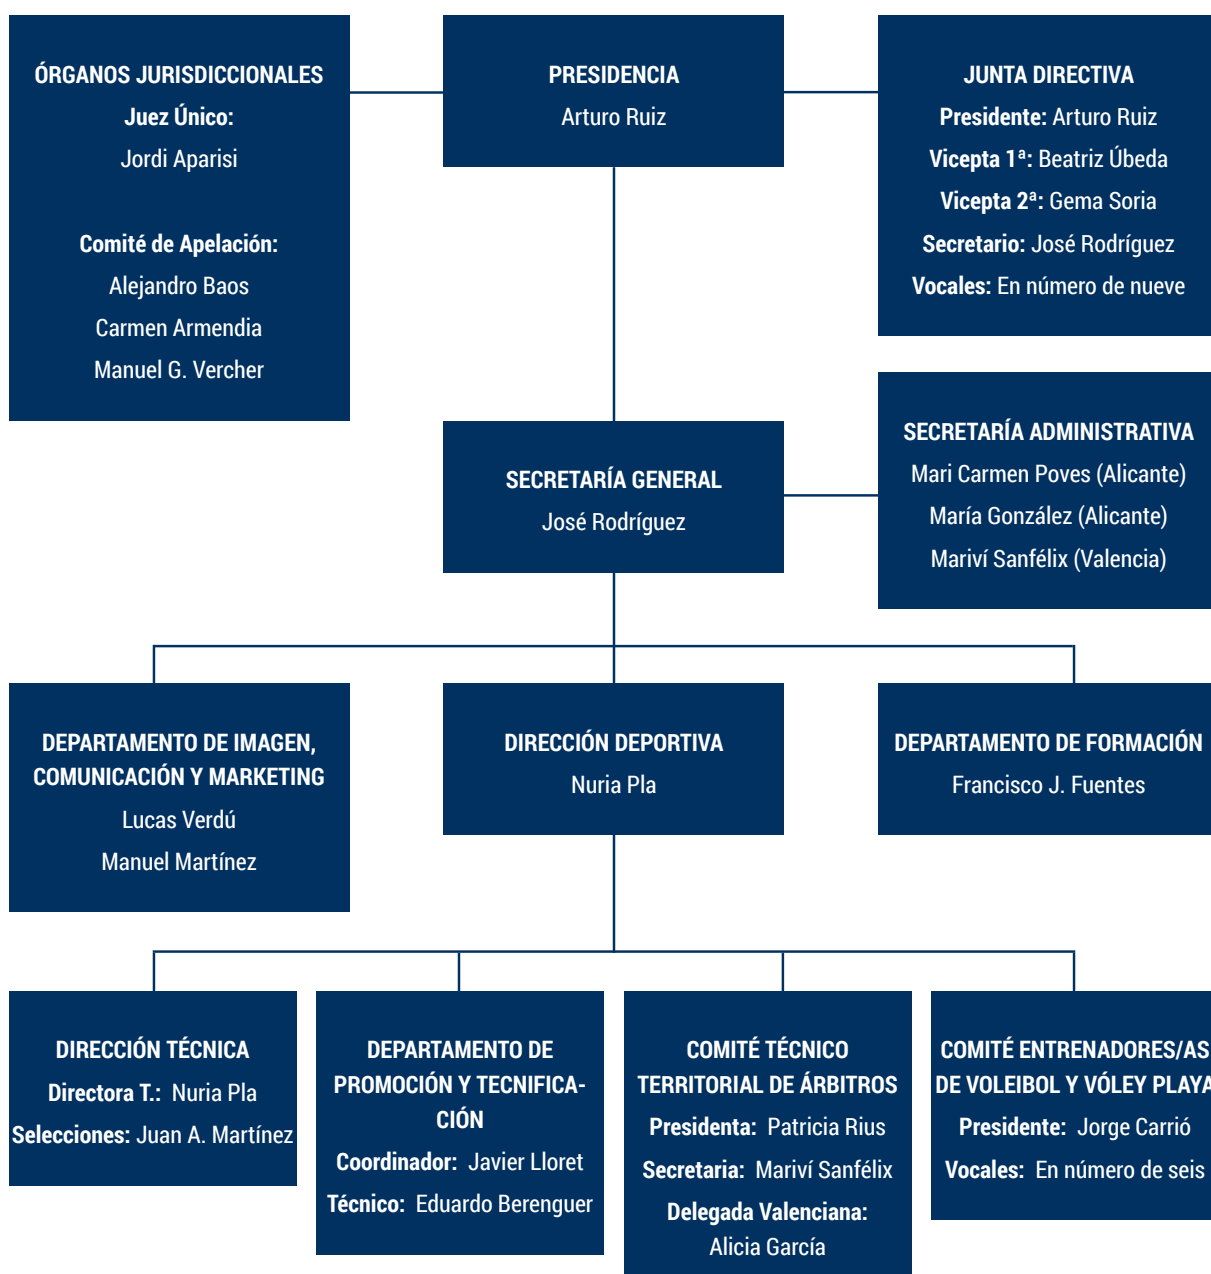 ÓRGANOS JURISDICCIONALES
Juez Único:
Jordi Aparisi
Comité de Apelación:
Alejandro Baos
Carmen Armendia
Manuel G. Vercher
PRESIDENCIA
Arturo Ruiz
JUNTA DIRECTIVA
Presidente: Arturo Ruiz
Vicepta 1ª: Beatriz Úbeda
Vicepta 2ª: Gema Soria
Secretario: José Rodríguez
Vocales: En número de nueve
SECRETARÍA GENERAL
José Rodríguez
SECRETARÍA ADMINISTRATIVA
Mari Carmen Poves (Alicante)
María González (Alicante)
Mariví Sanfélix (Valencia)
DEPARTAMENTO DE IMAGEN,
COMUNICACIÓN Y MARKETING
Lucas Verdú
Manuel Martínez
DIRECCIÓN DEPORTIVA
Nuria Pla
DEPARTAMENTO DE FORMACIÓN
Francisco J. Fuentes
DIRECCIÓN TÉCNICA
Directora T.: Nuria Pla
Selecciones: Juan A. Martínez
DEPARTAMENTO DE
PROMOCIÓN Y TECNIFICA-
CIÓN
Coordinador: Javier Lloret
Técnico: Eduardo Berenguer
COMITÉ TÉCNICO
TERRITORIAL DE ÁRBITROS
Presidenta: Patricia Rius
Secretaria: Mariví Sanfélix
Delegada Valenciana:
Alicia García
COMITÉ ENTRENADORES/AS
DE VOLEIBOL Y VÓLEY PLAYA
Presidente: Jorge Carrió
Vocales: En número de seis